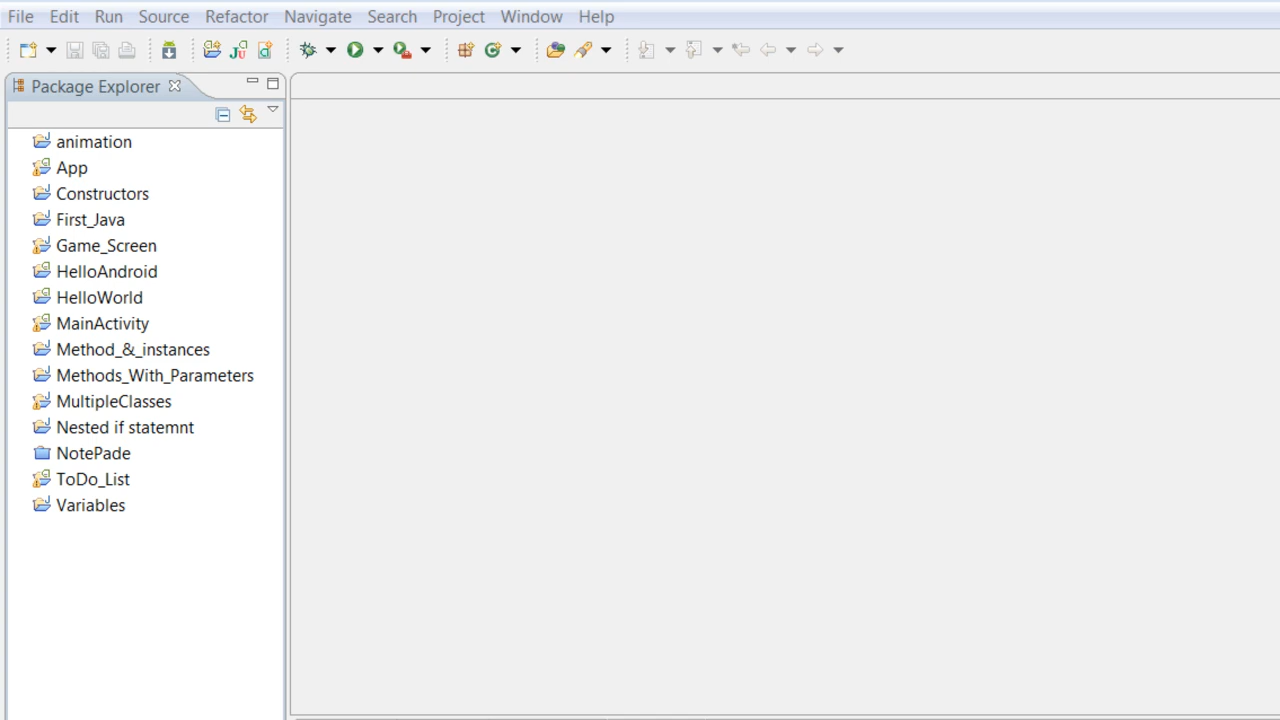 File Edit Run Source Refactor Navigate Search Project Window Help
Package Explorer
animation
App
Constructors
First_Java
Game_Screen
HelloAndroid
HelloWorld
MainActivity
Method_&_instances
Methods_With_Parameters
MultipleClasses
Nested if statemnt
NotePade
ToDo_List
Variables